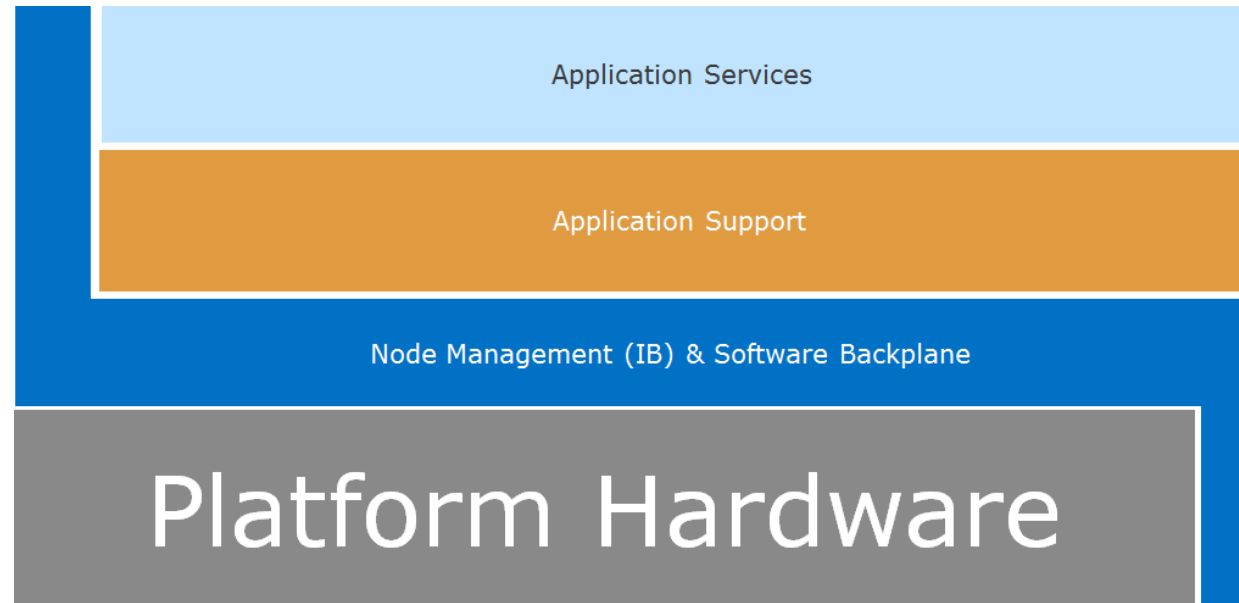 Application Services
Application Support
Node Management (IB) & Software Backplane
Platform Hardware